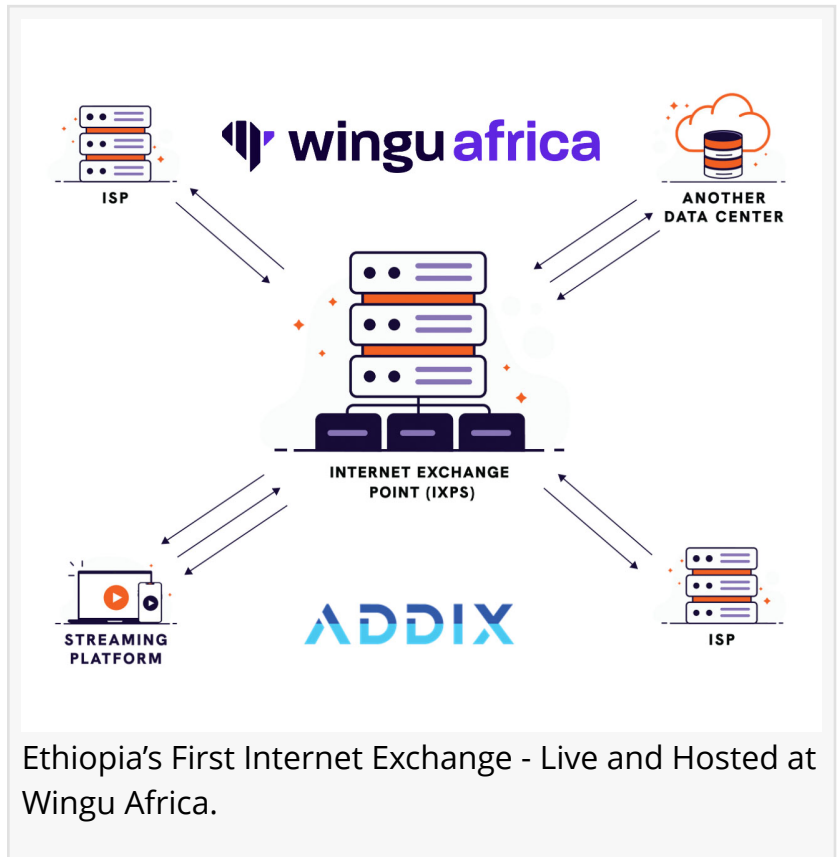 wingu africa
ISP
ANOTHER
DATA CENTER
INTERNET EXCHANGE
POINT (IXPS)
STREAMING
PLATFORM
ADDIX
ISP
Ethiopia’s First Internet Exchange - Live and Hosted at
Wingu Africa.